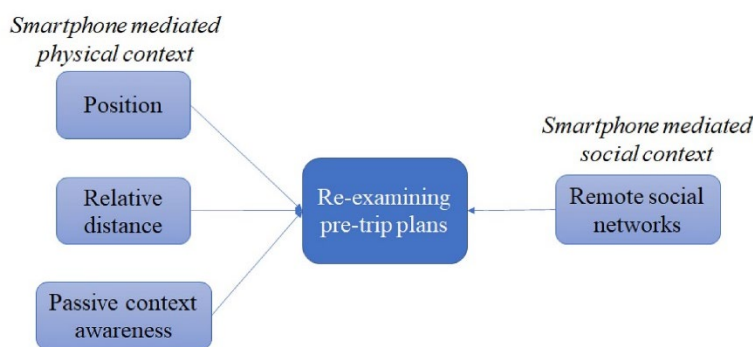 Smartphone mediated
physical context
Position
Relative
distance
Passive context
awareness
Re-examining
pre-trip plans
Smartphone mediated
social context
Remote social
networks